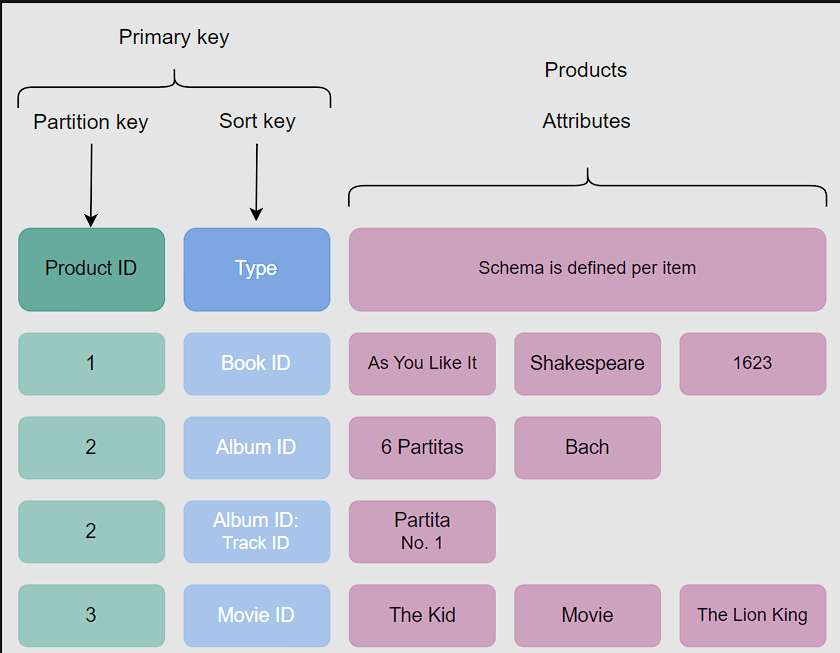 Primary key
Products
Partition key
Sort key
Attributes
Product ID
Type
Schema is defined per item
1
Book ID
As You Like It
Shakespeare
1623
2
Album ID
6 Partitas
Bach
2
Album ID:
Track ID
Partita
No. 1
3
Movie ID
The Kid
Movie
The Lion King